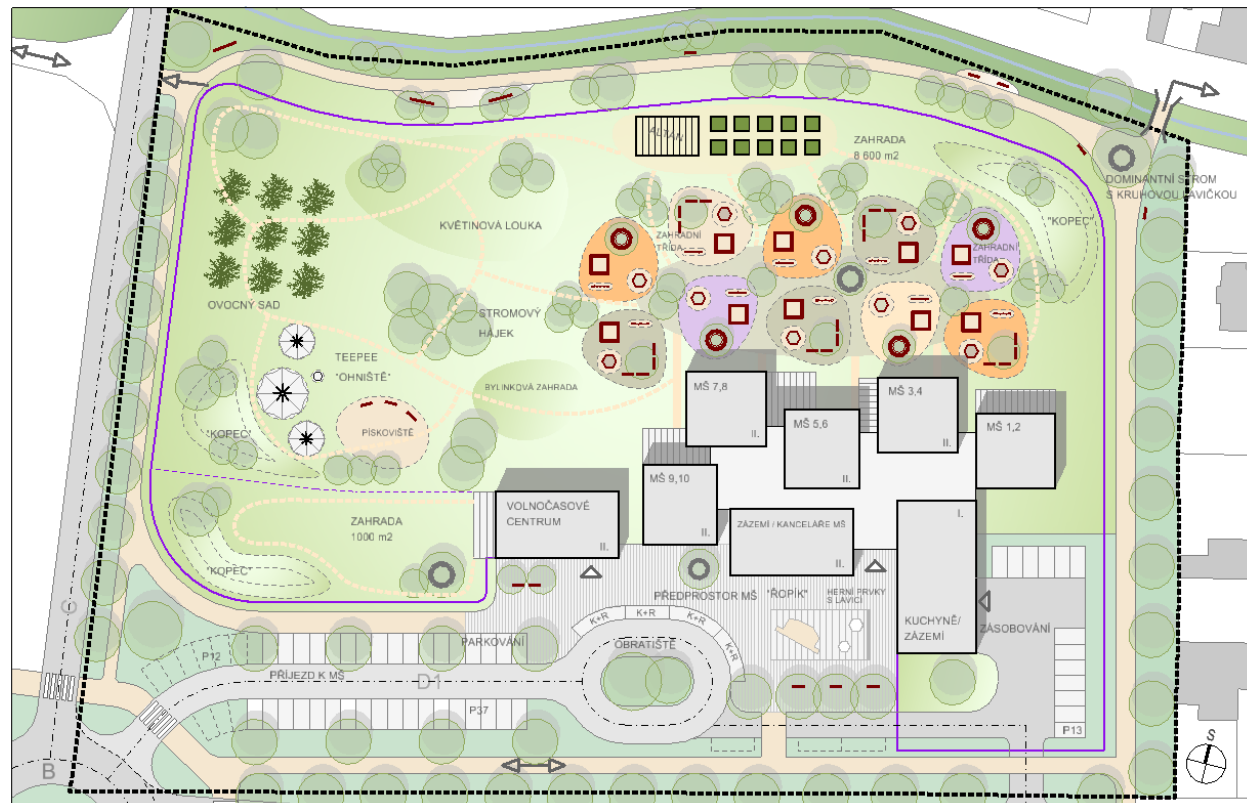 ALTÁN
ZAHRADA
8 600 m2
DOMINANTNÍ STROM
S KRUHOVOU LAVIČKOU
"KOPEC"
KVĚTINOVÁ LOUKA
ZAHRADNÍ
TŘÍDA
ZAHRADNÍ
TŘÍDA
OVOCNÝ SAD
STROMOVÝ
HÁJEK
TEEPEE
"OHNIŠTĚ"
BYLINKOVÁ ZAHRADA
"KOPEC"
PÍSKOVIŠTĚ
MŠ 7,8
II.
MŠ 5,6
II.
MŠ 3,4
II.
MŠ 1,2
II.
MŠ 9,10
II.
VOLNOČASOVÉ
CENTRUM
II.
ZÁZEMÍ / KANCELÁŘE MŠ
II.
I.
KUCHYNĚ/
ZÁZEMÍ
ZAHRADA
1000 m2
"KOPEC"
PŘEDPROSTOR MŠ
"ŘOPÍK"
HERNÍ PRVKY
S LAVICÍ
ZÁSOBOVÁNÍ
K+R
K+R
K+R
K+R
PARKOVÁNÍ
OBRATIŠTĚ
P12
PŘÍJEZD K MŠ
D1
P37
P13
B
S